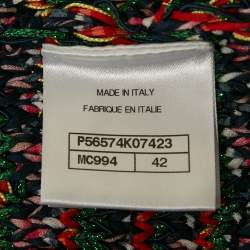 MADE IN ITALY
FABRIQUE EN ITALIE
P56574K07423
MC994 42